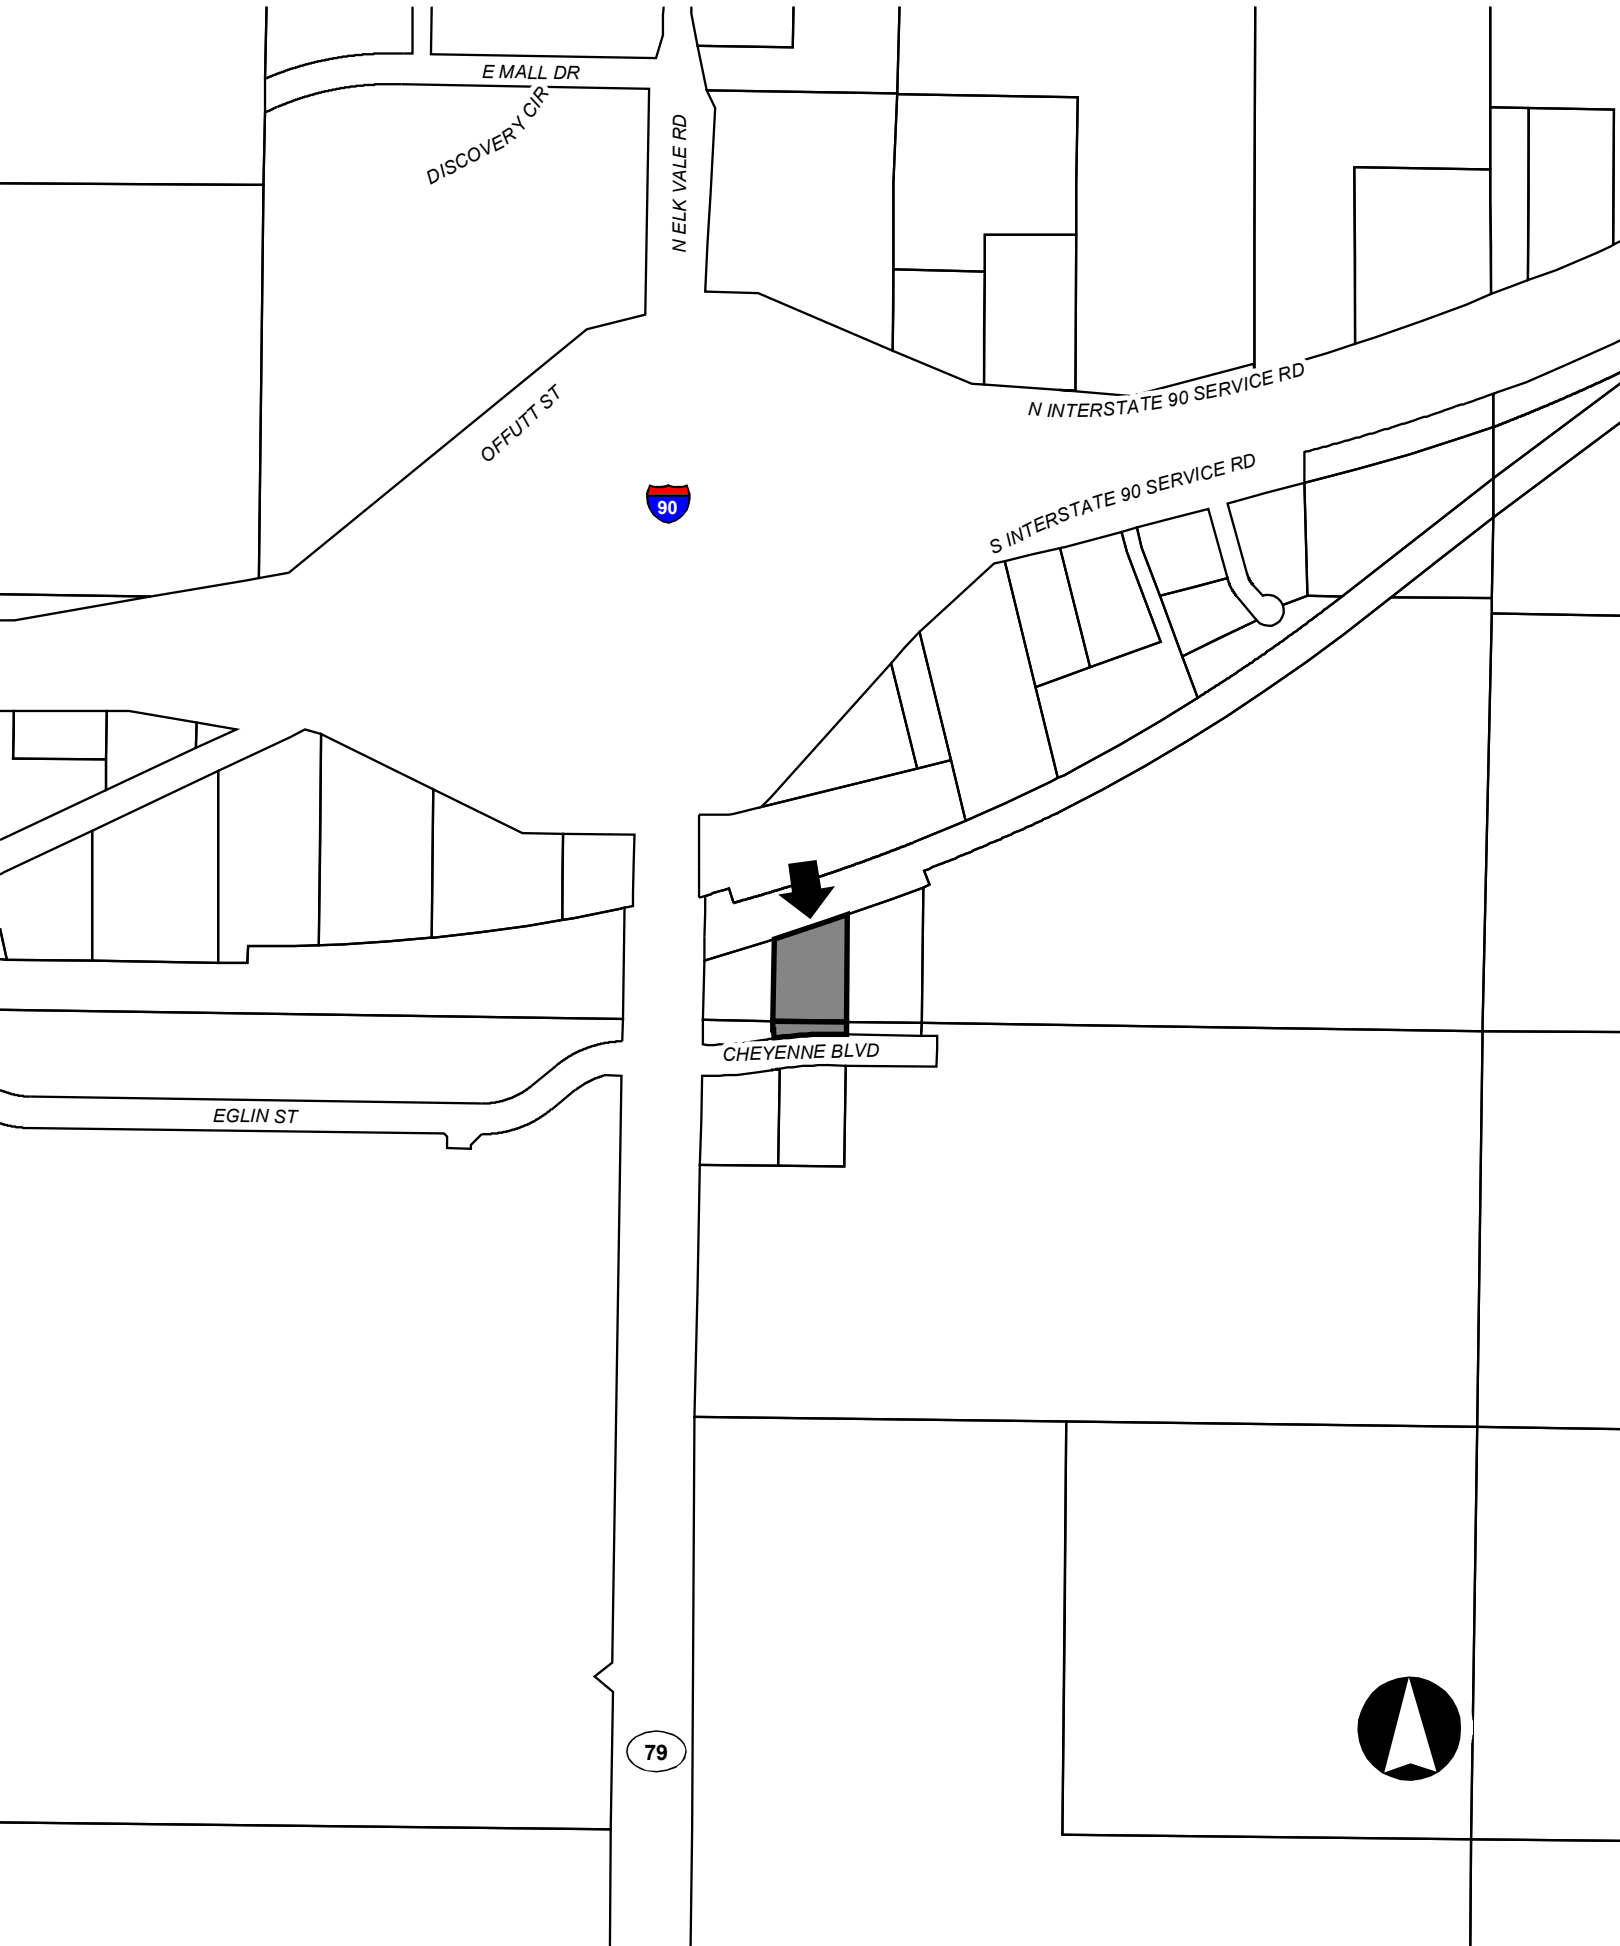 E MALL DR
DISCOVERY CIR
N ELK VALE RD
N INTERSTATE 90 SERVICE RD
OFFUTT ST
S INTERSTATE 90 SERVICE RD
90
CHEYENNE BLVD
EGLIN ST
79